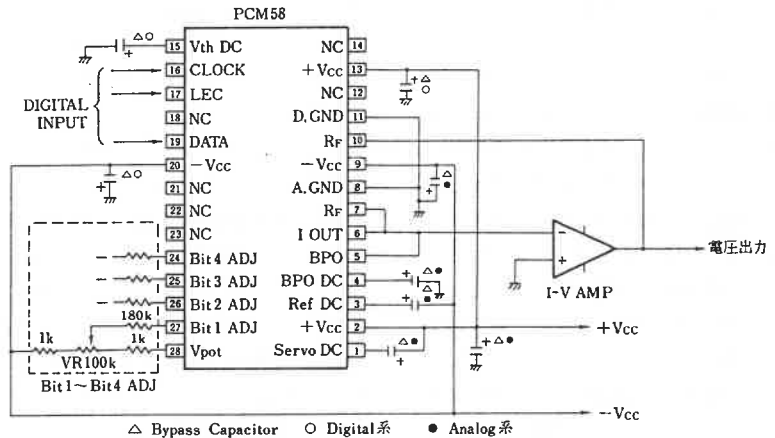 PCM58
15 Vth DC
16 CLOCK
17 LEC
18 NC
19 DATA
20 −Vcc
21 NC
22 NC
23 NC
24 Bit4 ADJ
25 Bit3 ADJ
26 Bit2 ADJ
27 Bit1 ADJ
28 Vpot
NC 14
+Vcc 13
NC 12
D.GND 11
RF 10
−Vcc 9
A.GND 8
RF 7
I OUT 6
BPO 5
BPO DC 4
Ref DC 3
+Vcc 2
Servo DC 1
DIGITAL
INPUT
△○
+
△○
+
180k
1k
VR100k
1k
Bit1〜Bit4 ADJ
+△
○
△
+●
+△●
△
+●
+△●
+△●
−
+
I-V AMP
電圧出力
+Vcc
−Vcc
△ Bypass Capacitor ○ Digital系 ● Analog系